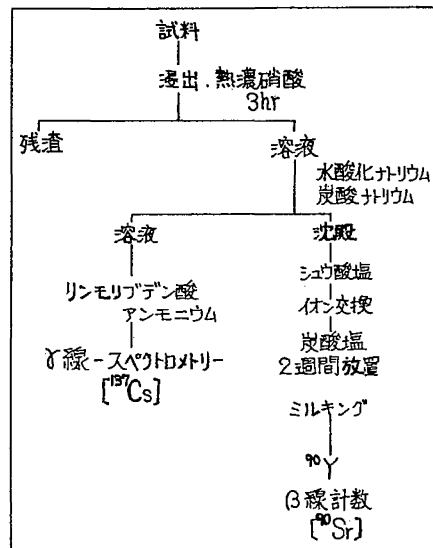 試料
浸出.熱濃硝酸
3hr
残渣
溶液
水酸化ナトリウム
炭酸ナトリウム
溶液
沈殿
リンモリブデン酸
アンモニウム
γ線-スペクトロメトリー
[¹³⁷Cs]
シュウ酸塩
イオン交換
炭酸塩
2週間放置
ミルキング
⁹⁰Y
β線計数
[⁹⁰Sr]